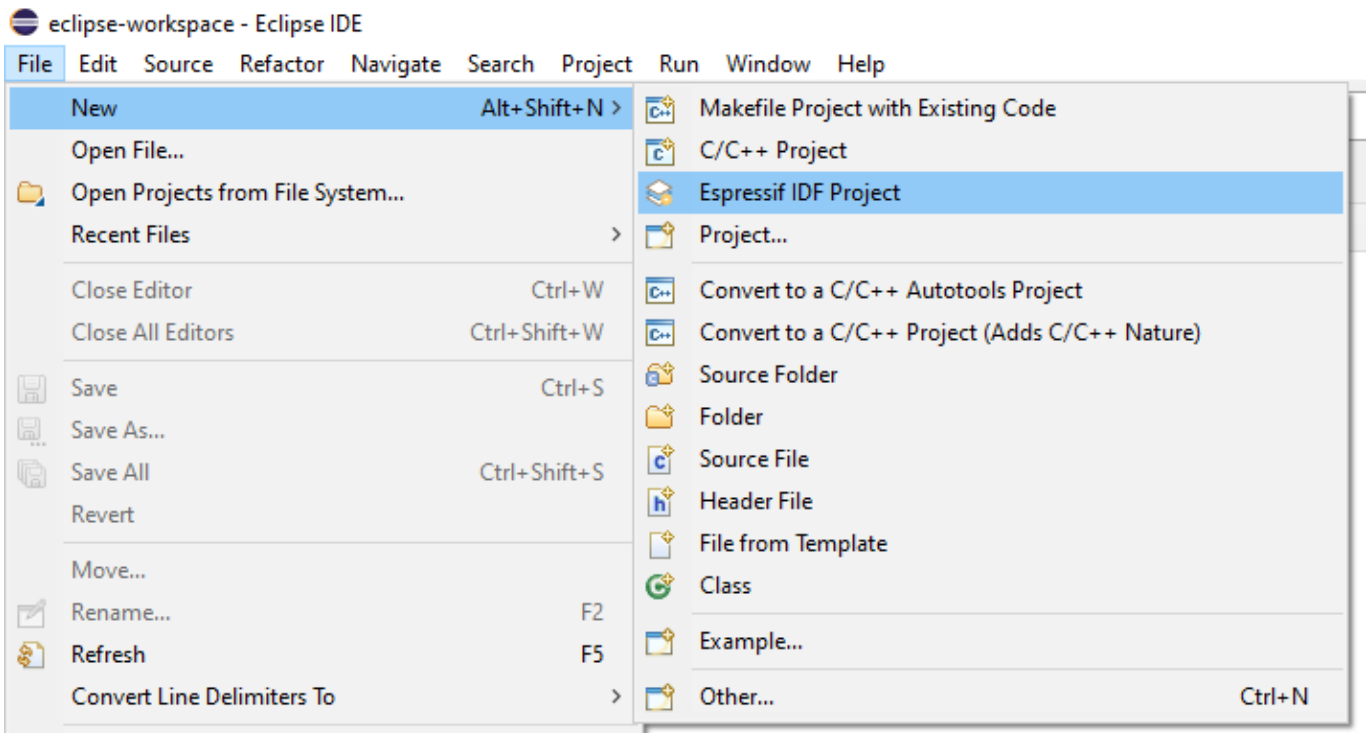 eclipse-workspace - Eclipse IDE
File Edit Source Refactor Navigate Search Project Run Window Help
New Alt+Shift+N >
Open File...
Open Projects from File System...
Recent Files >
Close Editor Ctrl+W
Close All Editors Ctrl+Shift+W
Save Ctrl+S
Save As...
Save All Ctrl+Shift+S
Revert
Move...
Rename... F2
Refresh F5
Convert Line Delimiters To >
Makefile Project with Existing Code
C/C++ Project
Espressif IDF Project
Project...
Convert to a C/C++ Autotools Project
Convert to a C/C++ Project (Adds C/C++ Nature)
Source Folder
Folder
Source File
Header File
File from Template
Class
Example...
Other... Ctrl+N